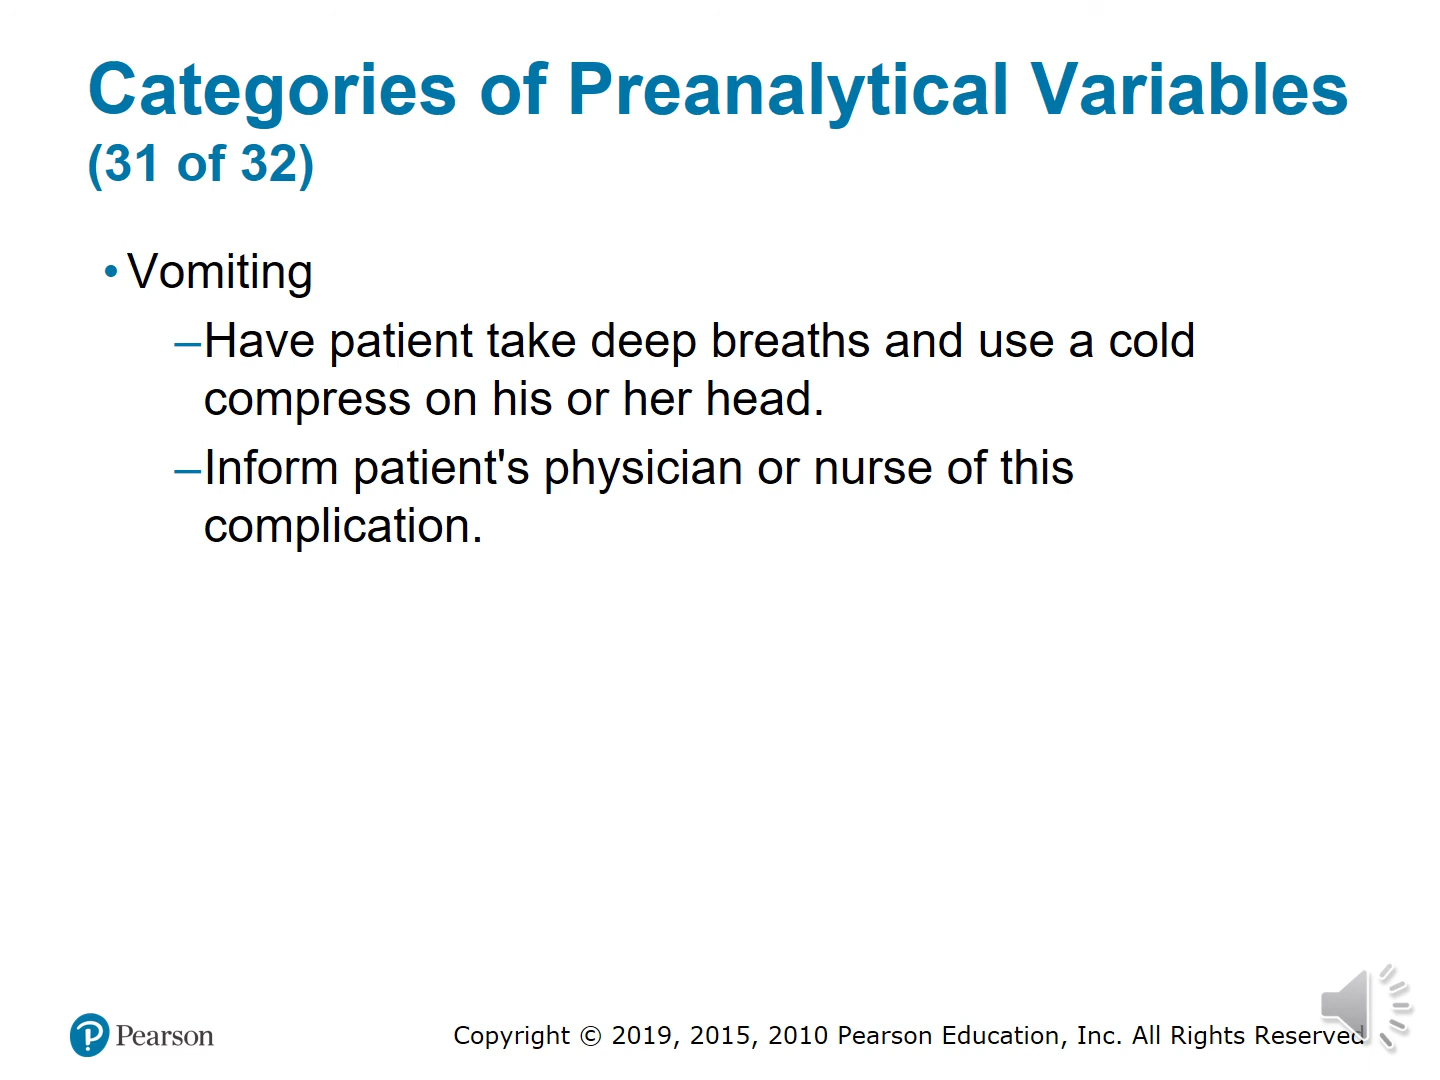 Categories of Preanalytical Variables
(31 of 32)
• Vomiting
–Have patient take deep breaths and use a cold
compress on his or her head.
–Inform patient's physician or nurse of this
complication.
Pearson
Copyright © 2019, 2015, 2010 Pearson Education, Inc. All Rights Reserved